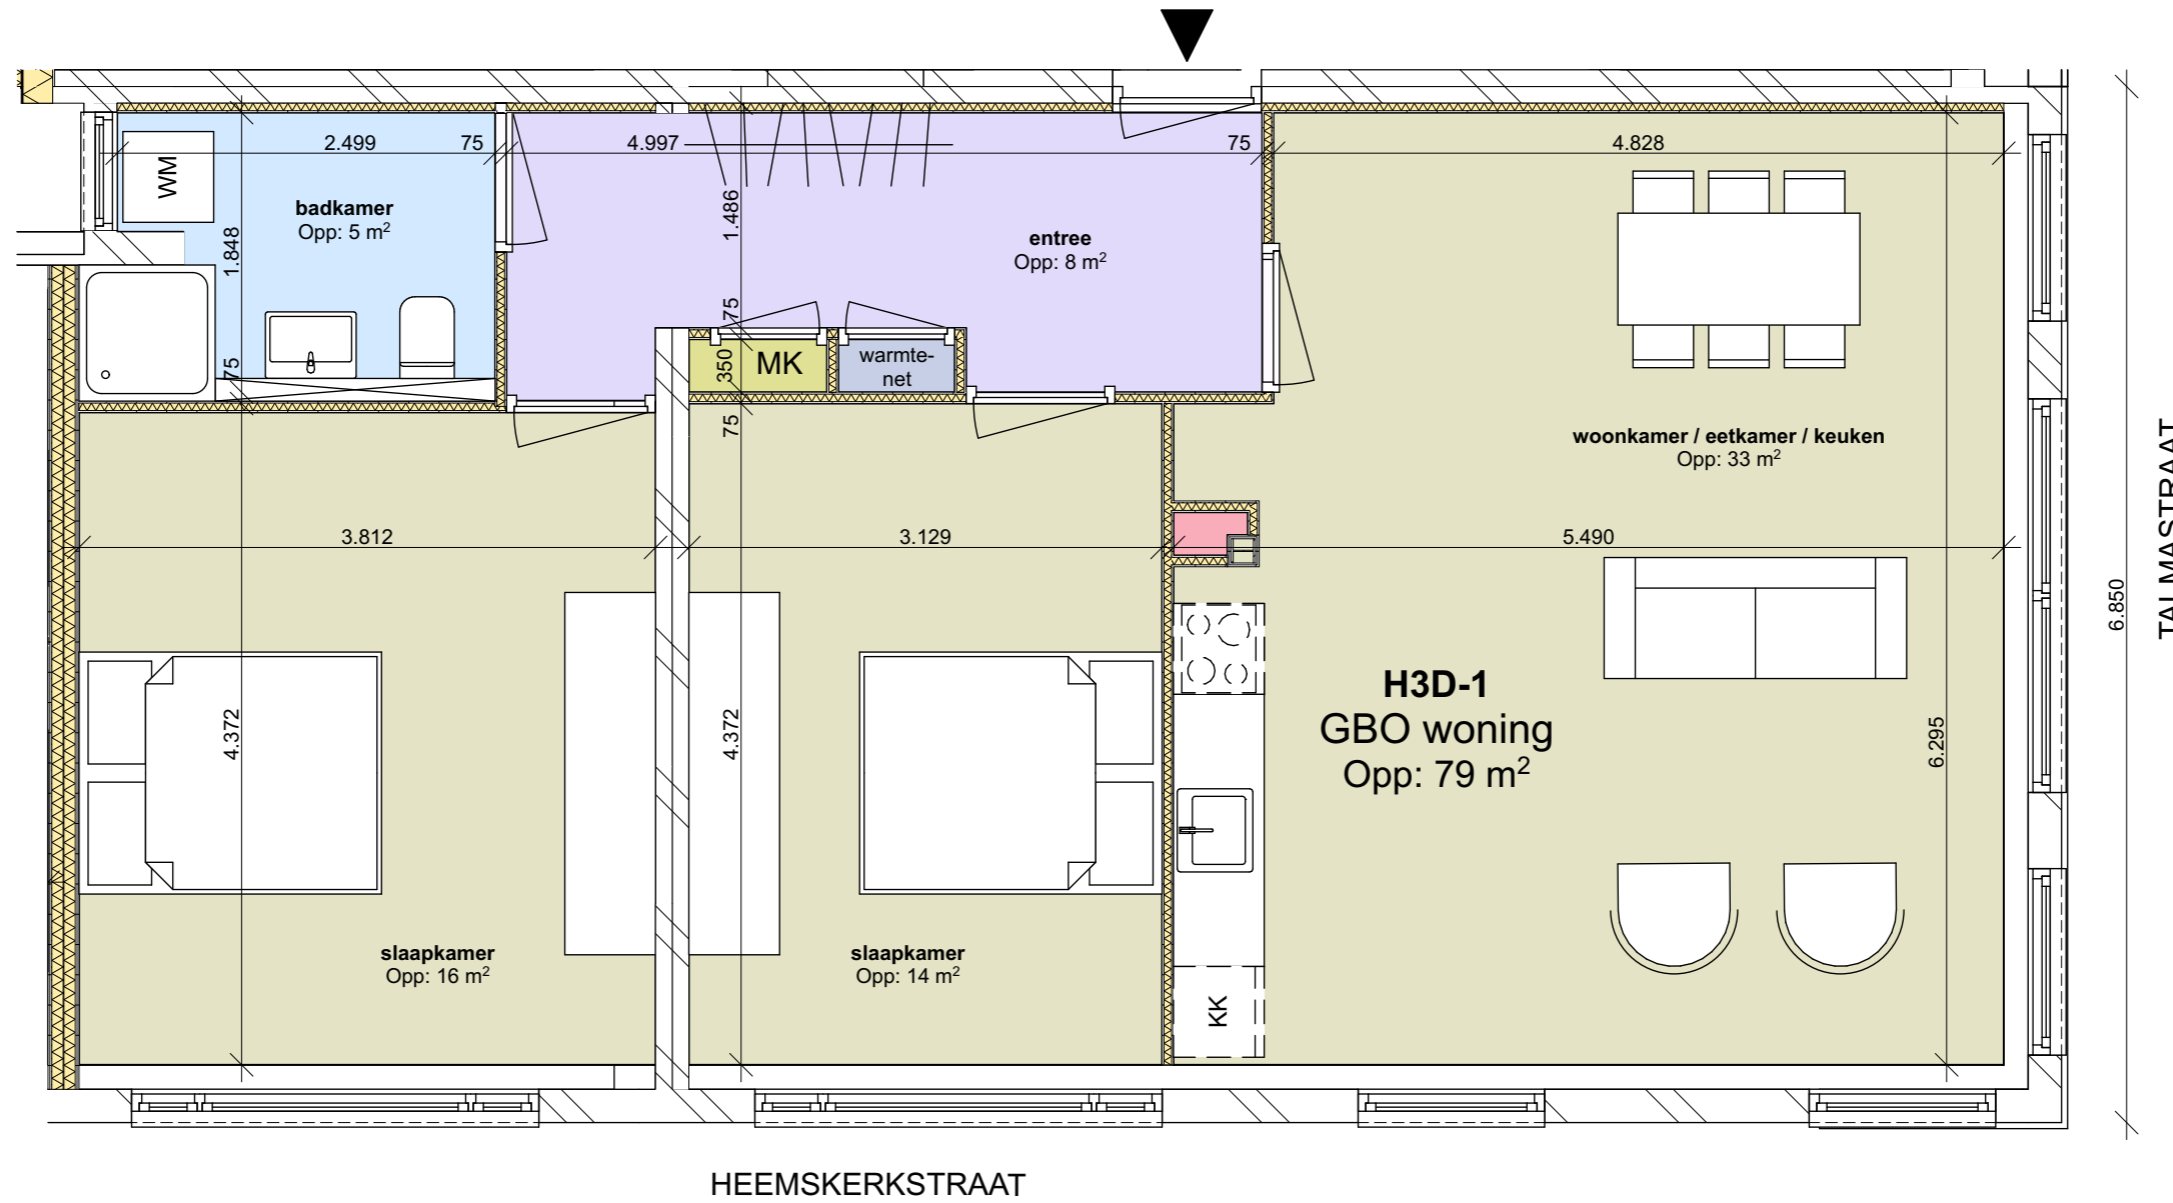 2.499
75
4.997
75
4.828
WM
badkamer
Opp: 5 m²
1.848
75
1.486
75
entree
Opp: 8 m²
350
MK
warmte-
net
75
woonkamer / eetkamer / keuken
Opp: 33 m²
TALMASTRAAT
3.812
3.129
5.490
6.850
H3D-1
GBO woning
Opp: 79 m²
4.372
4.372
6.295
slaapkamer
Opp: 16 m²
slaapkamer
Opp: 14 m²
KK
HEEMSKERKSTRAAT